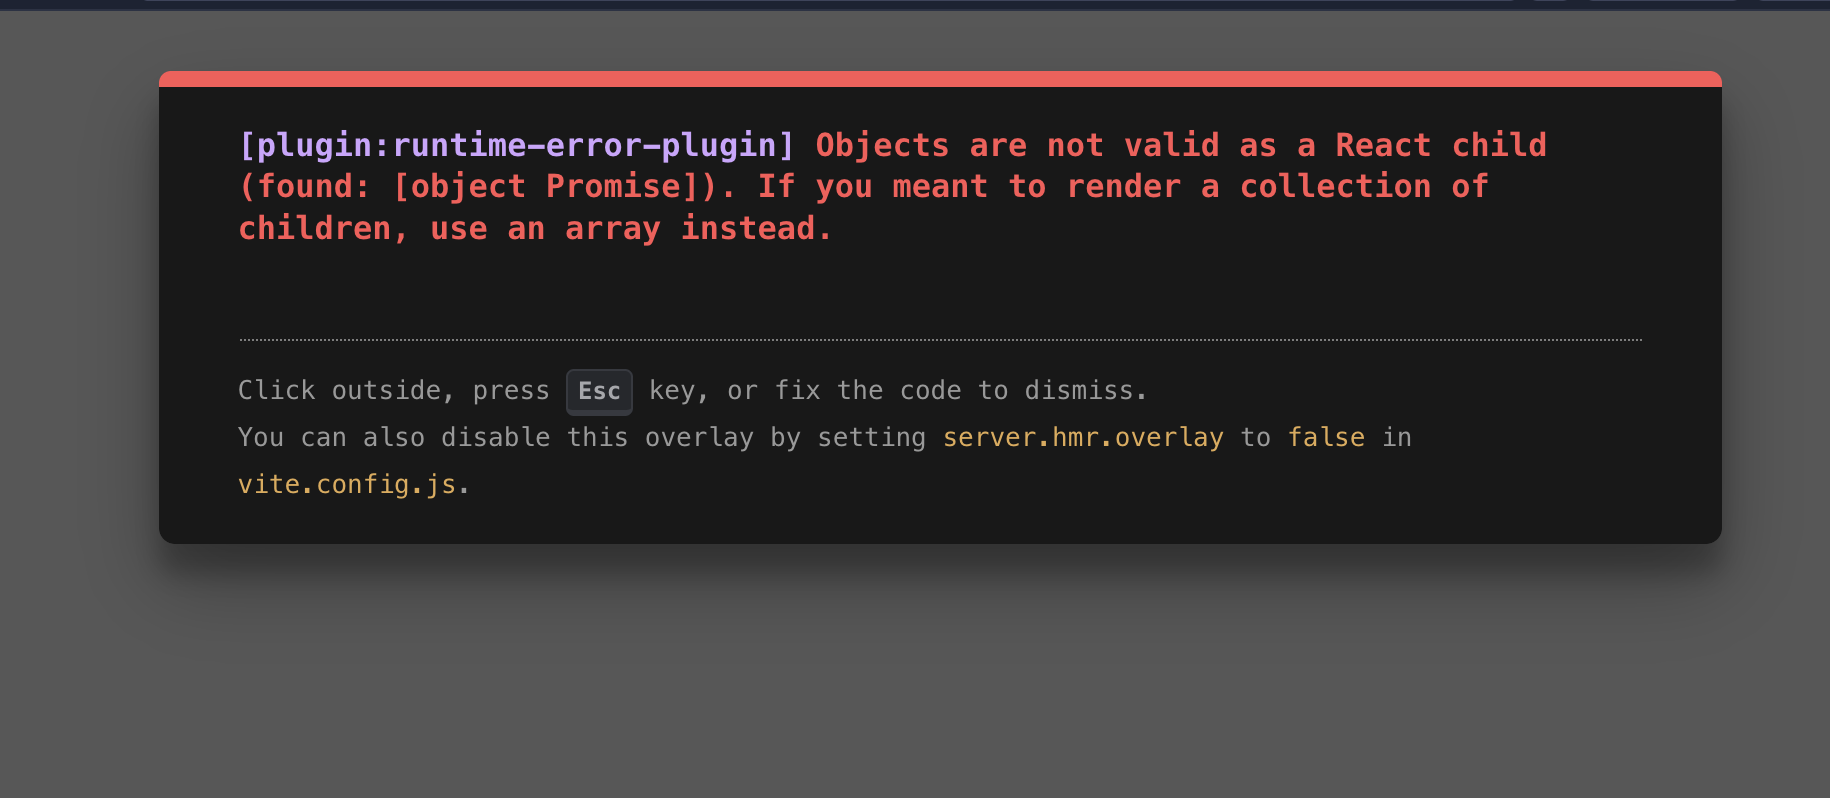 [plugin:runtime-error-plugin] Objects are not valid as a React child
(found: [object Promise]). If you meant to render a collection of
children, use an array instead.
Click outside, press Esc key, or fix the code to dismiss.
You can also disable this overlay by setting server.hmr.overlay to false in
vite.config.js.